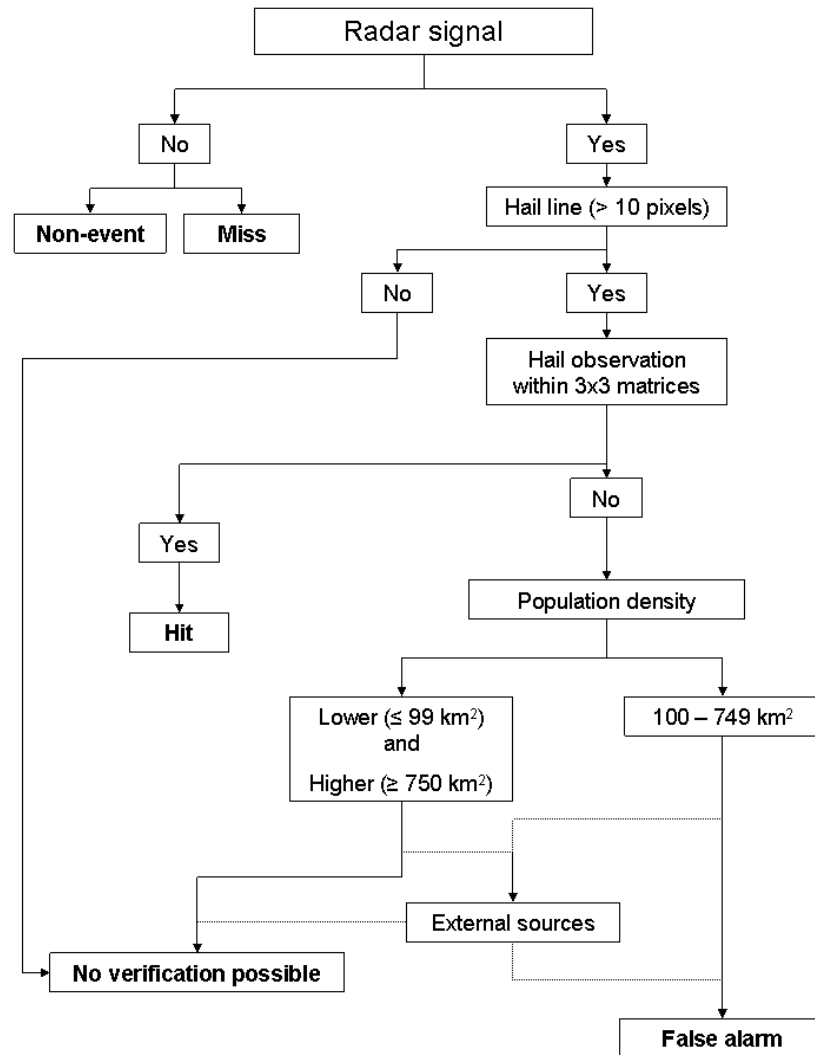 Radar signal
No
Yes
Non-event
Miss
Hail line (> 10 pixels)
No
Yes
Hail observation
within 3x3 matrices
No
Yes
Population density
Hit
Lower (≤ 99 km²)
and
Higher (≥ 750 km²)
100 – 749 km²
External sources
No verification possible
False alarm